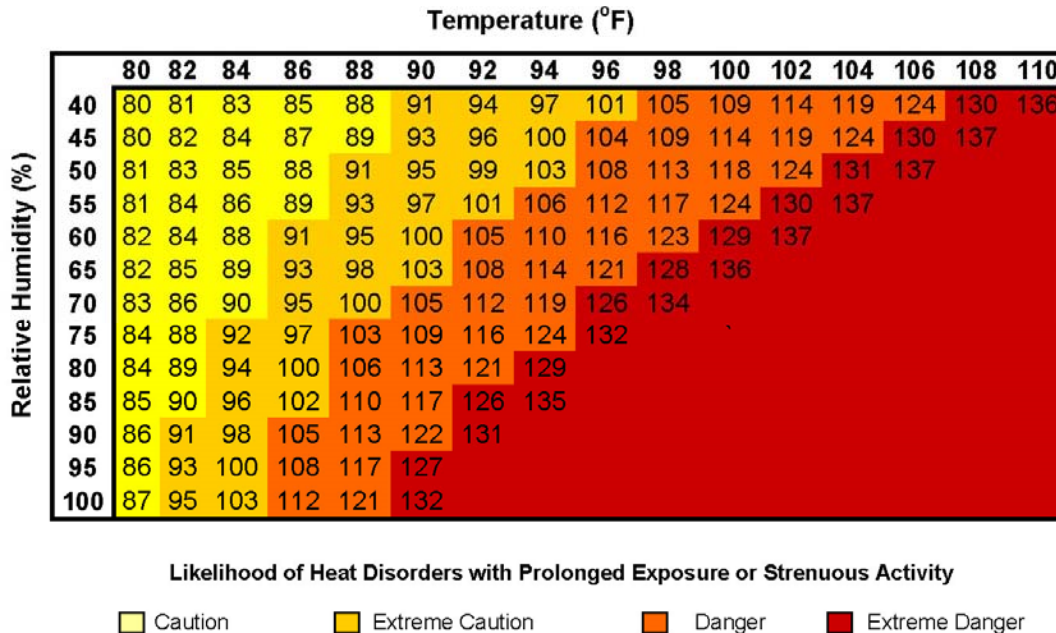 Temperature (°F)
80 82 84 86 88 90 92 94 96 98 100 102 104 106 108 110
Relative Humidity (%)
40 80 81 83 85 88 91 94 97 101 105 109 114 119 124 130 136
45 80 82 84 87 89 93 96 100 104 109 114 119 124 130 137
50 81 83 85 88 91 95 99 103 108 113 118 124 131 137
55 81 84 86 89 93 97 101 106 112 117 124 130 137
60 82 84 88 91 95 100 105 110 116 123 129 137
65 82 85 89 93 98 103 108 114 121 128 136
70 83 86 90 95 100 105 112 119 126 134
75 84 88 92 97 103 109 116 124 132
80 84 89 94 100 106 113 121 129
85 85 90 96 102 110 117 126 135
90 86 91 98 105 113 122 131
95 86 93 100 108 117 127
100 87 95 103 112 121 132
Likelihood of Heat Disorders with Prolonged Exposure or Strenuous Activity
Caution Extreme Caution Danger Extreme Danger